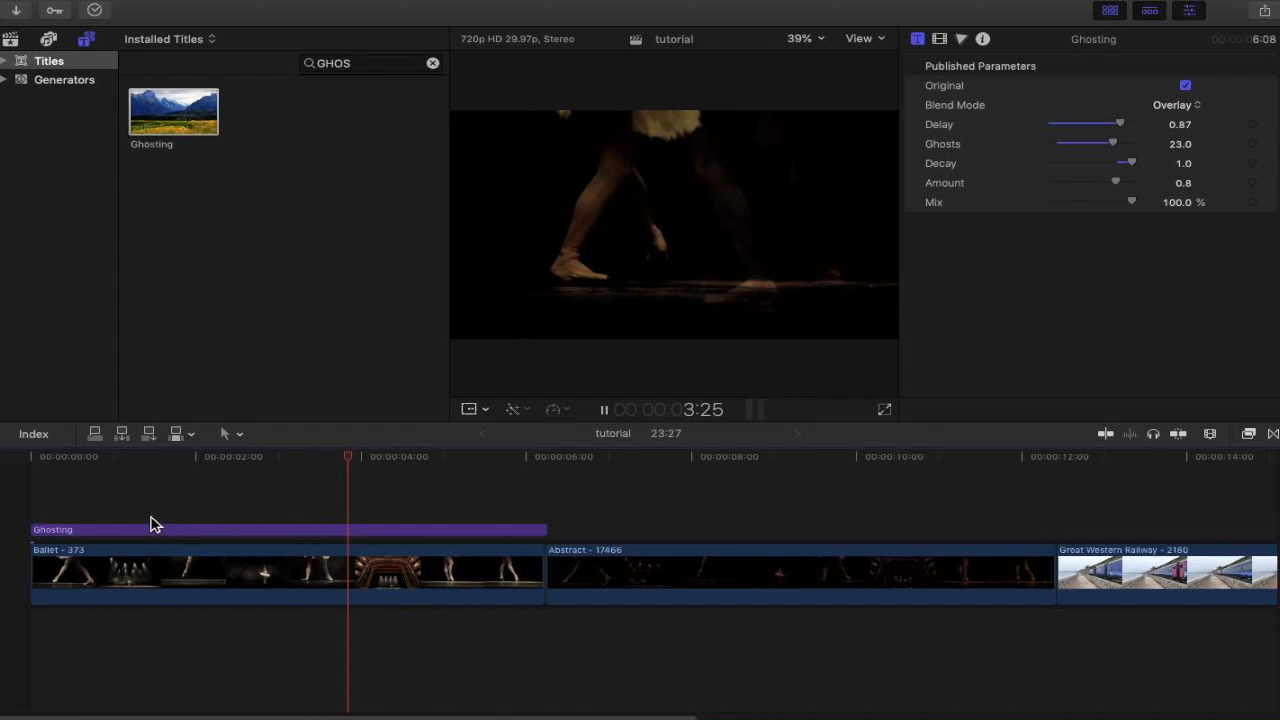 Installed Titles
720p HD 29.97p, Stereo
tutorial
39%
View
Ghosting
6:08
Titles
Generators
GHOS
Ghosting
Published Parameters
Original
Blend Mode Overlay
Delay 0.87
Ghosts 23.0
Decay 1.0
Amount 0.8
Mix 100.0 %
00:00:00:03:25
Index
tutorial 23:27
00:00:00:00 00:00:02:00 00:00:04:00 00:00:06:00 00:00:08:00 00:00:10:00 00:00:12:00 00:00:14:00
Ghosting
Ballet - 373
Abstract - 17466
Great Western Railway - 2180